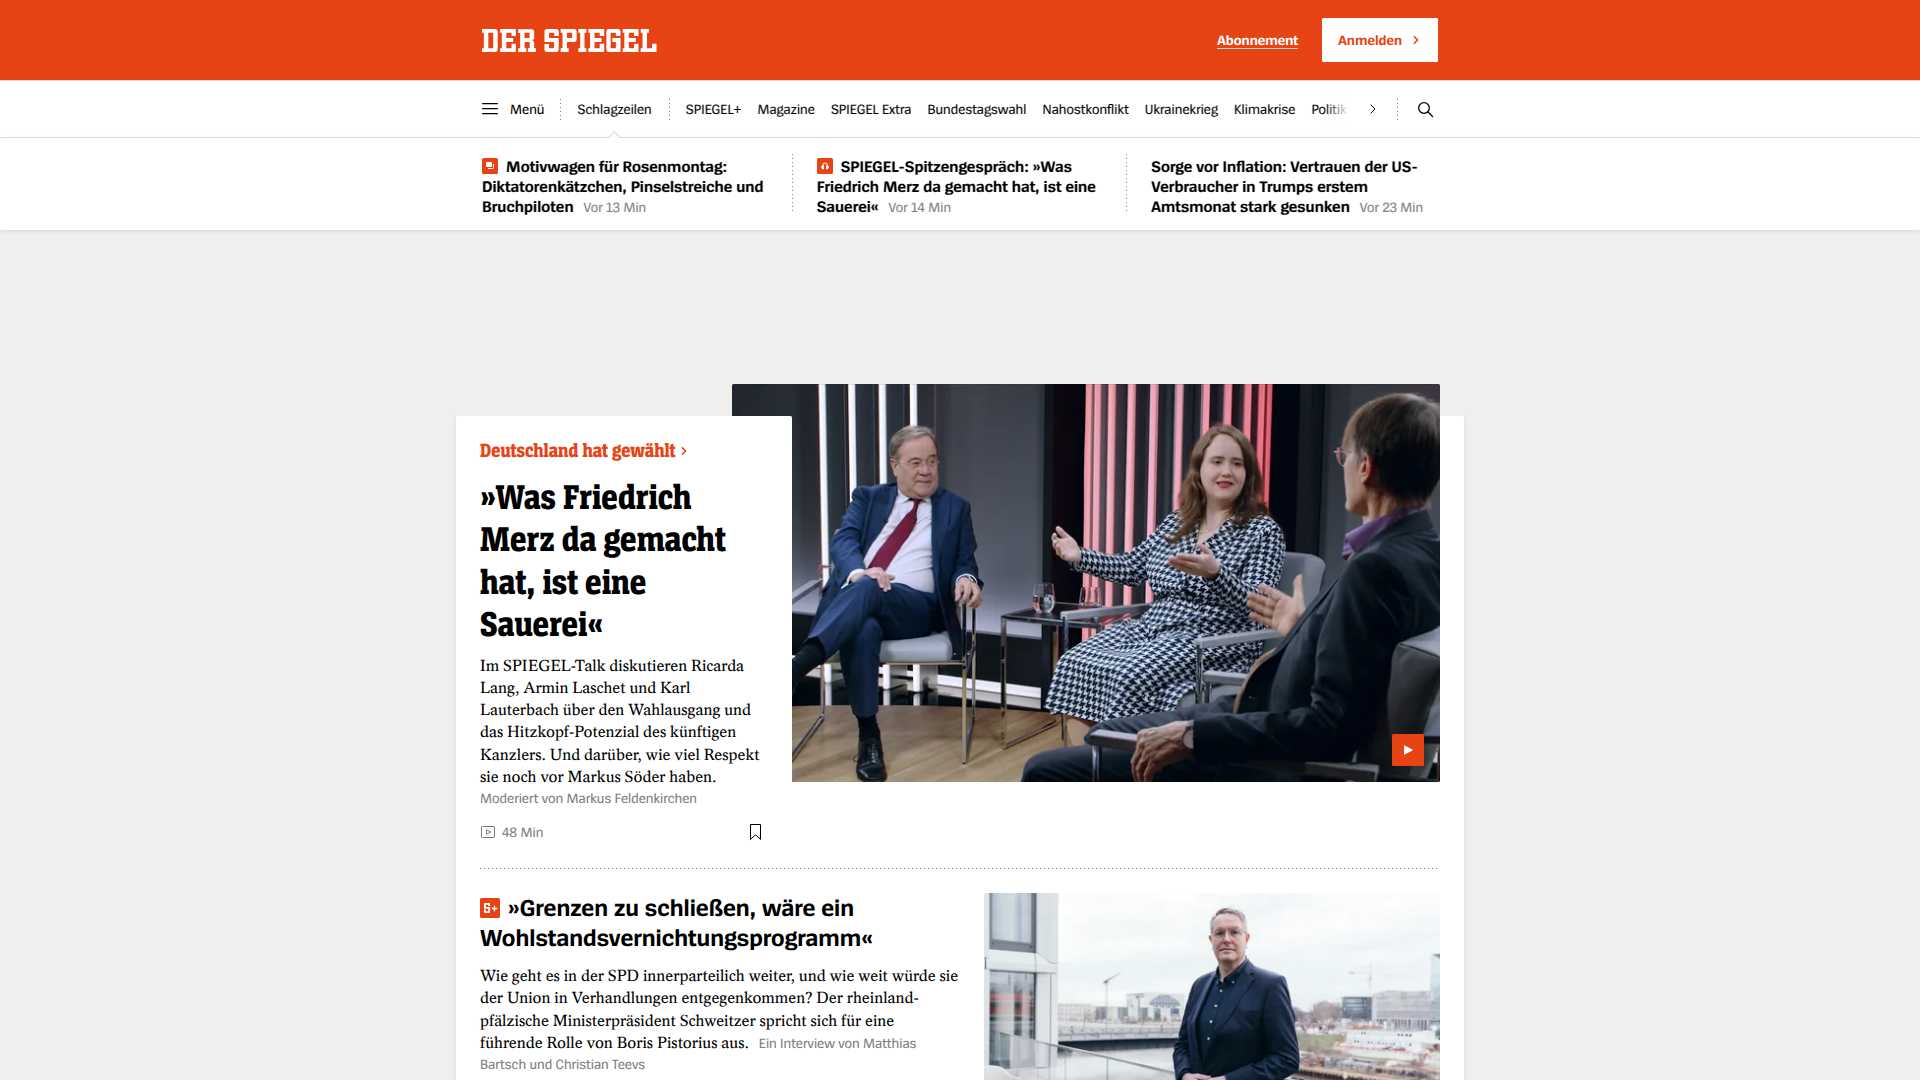 DER SPIEGEL
Abonnement
Anmelden
Menü
Schlagzeilen
SPIEGEL+
Magazine
SPIEGEL Extra
Bundestagswahl
Nahostkonflikt
Ukrainekrieg
Klimakrise
Politik
Motivwagen für Rosenmontag:
Diktatorenkätzchen, Pinselstreiche und
Bruchpiloten Vor 13 Min
SPIEGEL-Spitzengespräch: »Was
Friedrich Merz da gemacht hat, ist eine
Sauerei« Vor 14 Min
Sorge vor Inflation: Vertrauen der US-
Verbraucher in Trumps erstem
Amtsmonat stark gesunken Vor 23 Min
Deutschland hat gewählt
»Was Friedrich
Merz da gemacht
hat, ist eine
Sauerei«
Im SPIEGEL-Talk diskutieren Ricarda
Lang, Armin Laschet und Karl
Lauterbach über den Wahlausgang und
das Hitzkopf-Potenzial des künftigen
Kanzlers. Und darüber, wie viel Respekt
sie noch vor Markus Söder haben.
Moderiert von Markus Feldenkirchen
48 Min
S+ »Grenzen zu schließen, wäre ein
Wohlstandsvernichtungsprogramm«
Wie geht es in der SPD innerparteilich weiter, und wie weit würde sie
der Union in Verhandlungen entgegenkommen? Der rheinland-
pfälzische Ministerpräsident Schweitzer spricht sich für eine
führende Rolle von Boris Pistorius aus. Ein Interview von Matthias
Bartsch und Christian Teevs